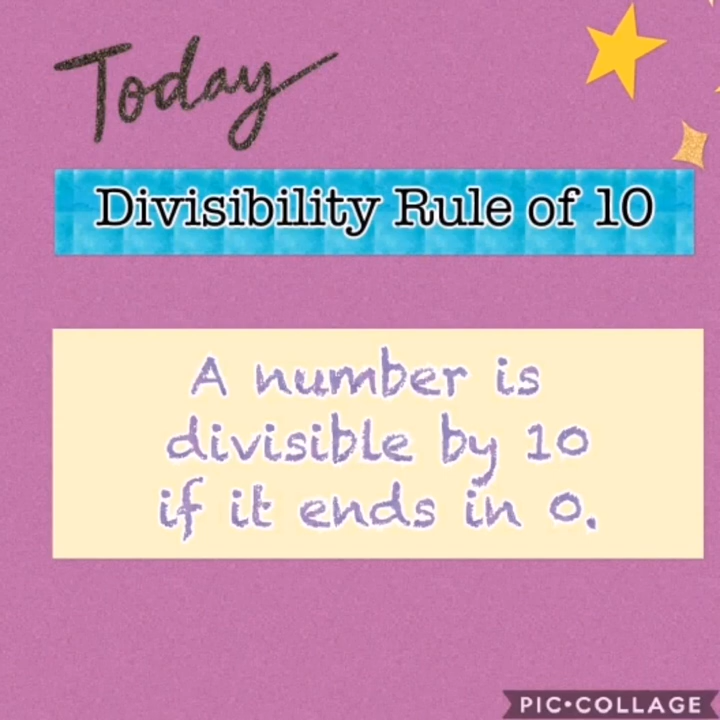 Today
Divisibility Rule of 10
A number is
divisible by 10
if it ends in 0.
PIC•COLLAGE